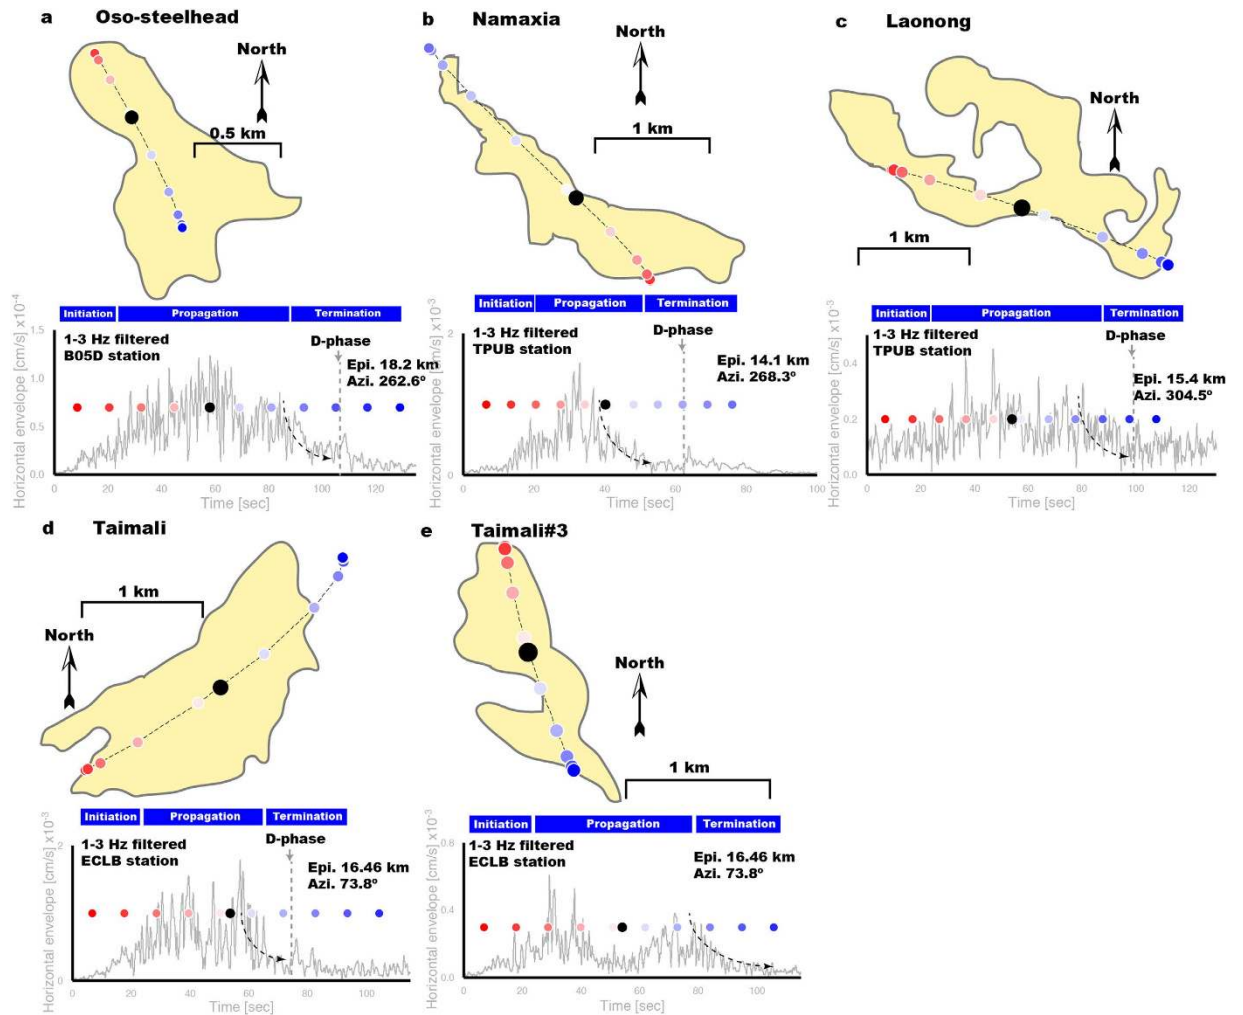 a Oso-steelhead
North
0.5 km
Initiation Propagation Termination
Horizontal envelope [cm/s] x10-4
1-3 Hz filtered
B05D station
D-phase
Epi. 18.2 km
Azi. 262.6º
1.5
1.0
0.5
0.0
0 20 40 60 80 100 120
Time [sec]
b Namaxia
North
1 km
Initiation Propagation Termination
Horizontal envelope [cm/s] x10-3
1-3 Hz filtered
TPUB station
D-phase
Epi. 14.1 km
Azi. 268.3º
2
0
0 20 40 60 80 100
Time [sec]
c Laonong
North
1 km
Initiation Propagation Termination
Horizontal envelope [cm/s] x10-3
1-3 Hz filtered
TPUB station
D-phase
Epi. 15.4 km
Azi. 304.5º
0.4
0.2
0.0
0 20 40 60 80 100 120
Time [sec]
d Taimali
1 km
North
Initiation Propagation Termination
Horizontal envelope [cm/s] x10-3
1-3 Hz filtered
ECLB station
D-phase
Epi. 16.46 km
Azi. 73.8º
2
0
0 20 40 60 80 100
Time [sec]
e Taimali#3
North
1 km
Initiation Propagation Termination
Horizontal envelope [cm/s] x10-3
1-3 Hz filtered
ECLB station
Epi. 16.46 km
Azi. 73.8º
0.8
0.4
0.0
0 20 40 60 80 100
Time [sec]